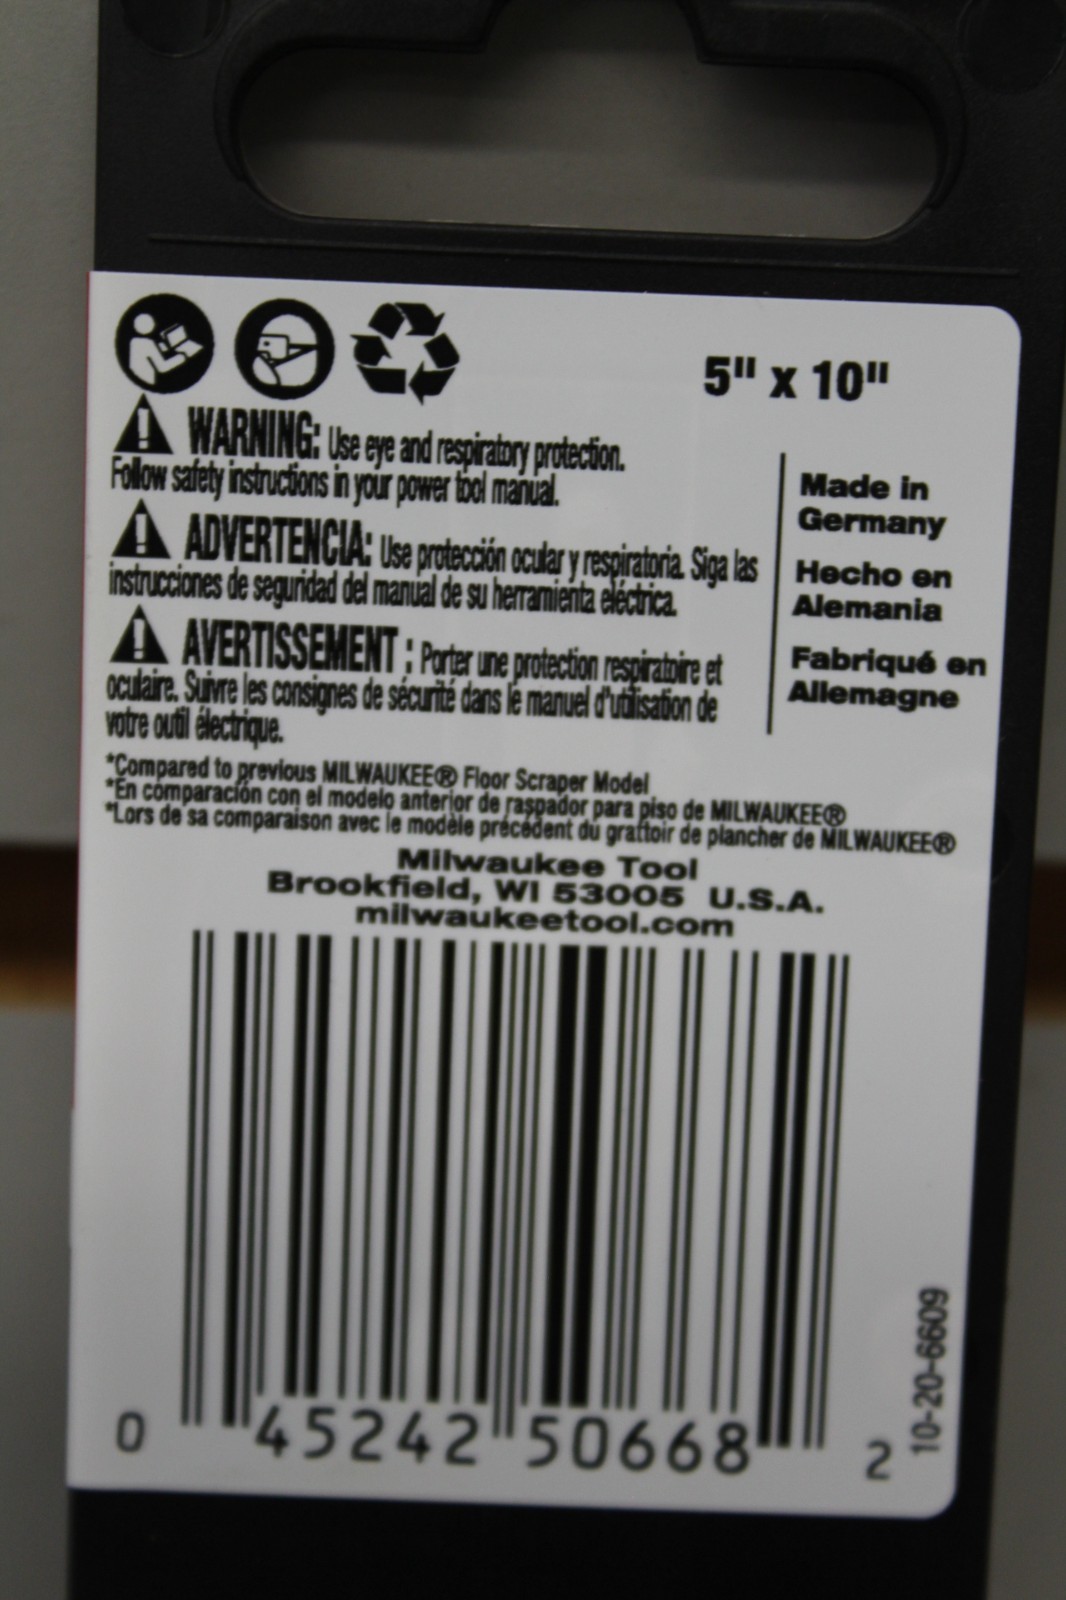 5" x 10"
WARNING: Use eye and respiratory protection.
Follow safety instructions in your power tool manual.
ADVERTENCIA: Use protección ocular y respiratoria. Siga las
instrucciones de seguridad del manual de su herramienta eléctrica.
AVERTISSEMENT : Porter une protection respiratoire et
oculaire. Suivre les consignes de sécurité dans le manuel d'utilisation de
votre outil électrique.
Made in
Germany
Hecho en
Alemania
Fabriqué en
Allemagne
*Compared to previous MILWAUKEE® Floor Scraper Model
*En comparación con el modelo anterior de raspador para piso de MILWAUKEE®
*Lors de sa comparaison avec le modèle précédent du grattoir de plancher de MILWAUKEE®
Milwaukee Tool
Brookfield, WI 53005 U.S.A.
milwaukeetool.com
0 45242 50668 2
10-20-6609